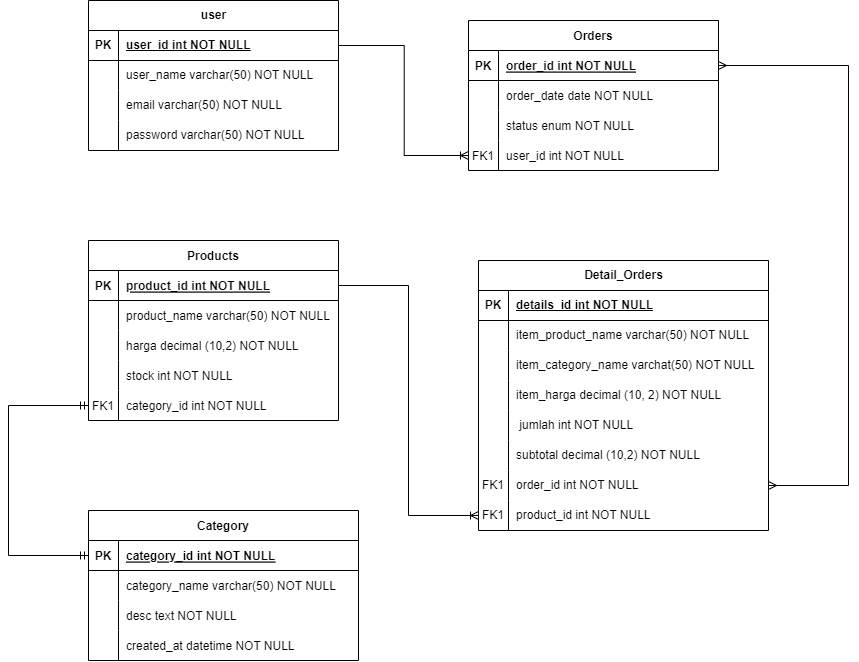 user
PK user_id int NOT NULL
user_name varchar(50) NOT NULL
email varchar(50) NOT NULL
password varchar(50) NOT NULL
Orders
PK order_id int NOT NULL
order_date date NOT NULL
status enum NOT NULL
FK1 user_id int NOT NULL
Products
PK product_id int NOT NULL
product_name varchar(50) NOT NULL
harga decimal (10,2) NOT NULL
stock int NOT NULL
FK1 category_id int NOT NULL
Detail_Orders
PK details_id int NOT NULL
item_product_name varchar(50) NOT NULL
item_category_name varchat(50) NOT NULL
item_harga decimal (10, 2) NOT NULL
jumlah int NOT NULL
subtotal decimal (10,2) NOT NULL
FK1 order_id int NOT NULL
FK1 product_id int NOT NULL
Category
PK category_id int NOT NULL
category_name varchar(50) NOT NULL
desc text NOT NULL
created_at datetime NOT NULL